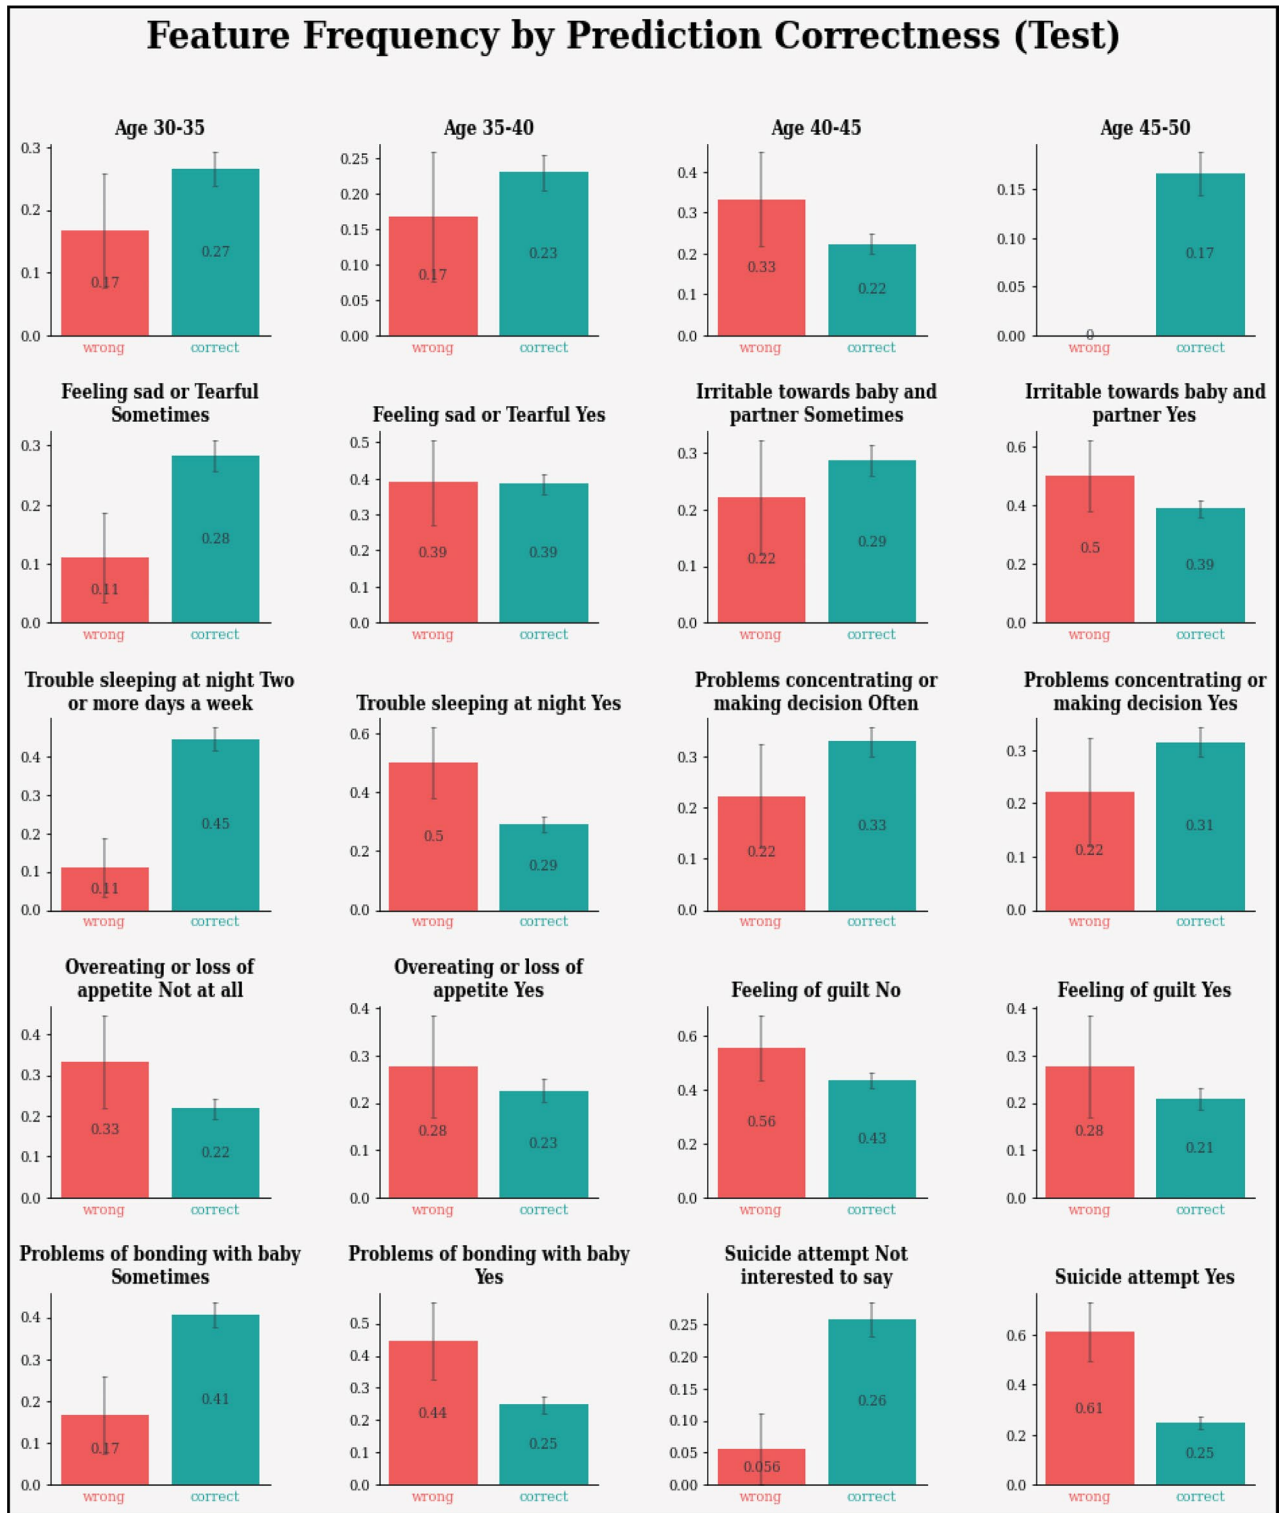 Feature Frequency by Prediction Correctness (Test)
Age 30-35
0.3
0.2
0.1
0.0
0.17
0.27
wrong
correct
Age 35-40
0.25
0.20
0.15
0.10
0.05
0.00
0.17
0.23
wrong
correct
Age 40-45
0.4
0.3
0.2
0.1
0.0
0.33
0.22
wrong
correct
Age 45-50
0.15
0.10
0.05
0.00
0
0.17
wrong
correct
Feeling sad or Tearful
Sometimes
0.3
0.2
0.1
0.0
0.11
0.28
wrong
correct
Feeling sad or Tearful Yes
0.5
0.4
0.3
0.2
0.1
0.0
0.39
0.39
wrong
correct
Irritable towards baby and
partner Sometimes
0.3
0.2
0.1
0.0
0.22
0.29
wrong
correct
Irritable towards baby and
partner Yes
0.6
0.4
0.2
0.0
0.5
0.39
wrong
correct
Trouble sleeping at night Two
or more days a week
0.4
0.3
0.2
0.1
0.0
0.11
0.45
wrong
correct
Trouble sleeping at night Yes
0.6
0.4
0.2
0.0
0.5
0.29
wrong
correct
Problems concentrating or
making decision Often
0.3
0.2
0.1
0.0
0.22
0.33
wrong
correct
Problems concentrating or
making decision Yes
0.3
0.2
0.1
0.0
0.22
0.31
wrong
correct
Overeating or loss of
appetite Not at all
0.4
0.3
0.2
0.1
0.0
0.33
0.22
wrong
correct
Overeating or loss of
appetite Yes
0.4
0.3
0.2
0.1
0.0
0.28
0.23
wrong
correct
Feeling of guilt No
0.6
0.4
0.2
0.0
0.56
0.43
wrong
correct
Feeling of guilt Yes
0.4
0.3
0.2
0.1
0.0
0.28
0.21
wrong
correct
Problems of bonding with baby
Sometimes
0.4
0.3
0.2
0.1
0.0
0.17
0.41
wrong
correct
Problems of bonding with baby
Yes
0.5
0.4
0.3
0.2
0.1
0.0
0.44
0.25
wrong
correct
Suicide attempt Not
interested to say
0.25
0.20
0.15
0.10
0.05
0.00
0.056
0.26
wrong
correct
Suicide attempt Yes
0.6
0.4
0.2
0.0
0.61
0.25
wrong
correct